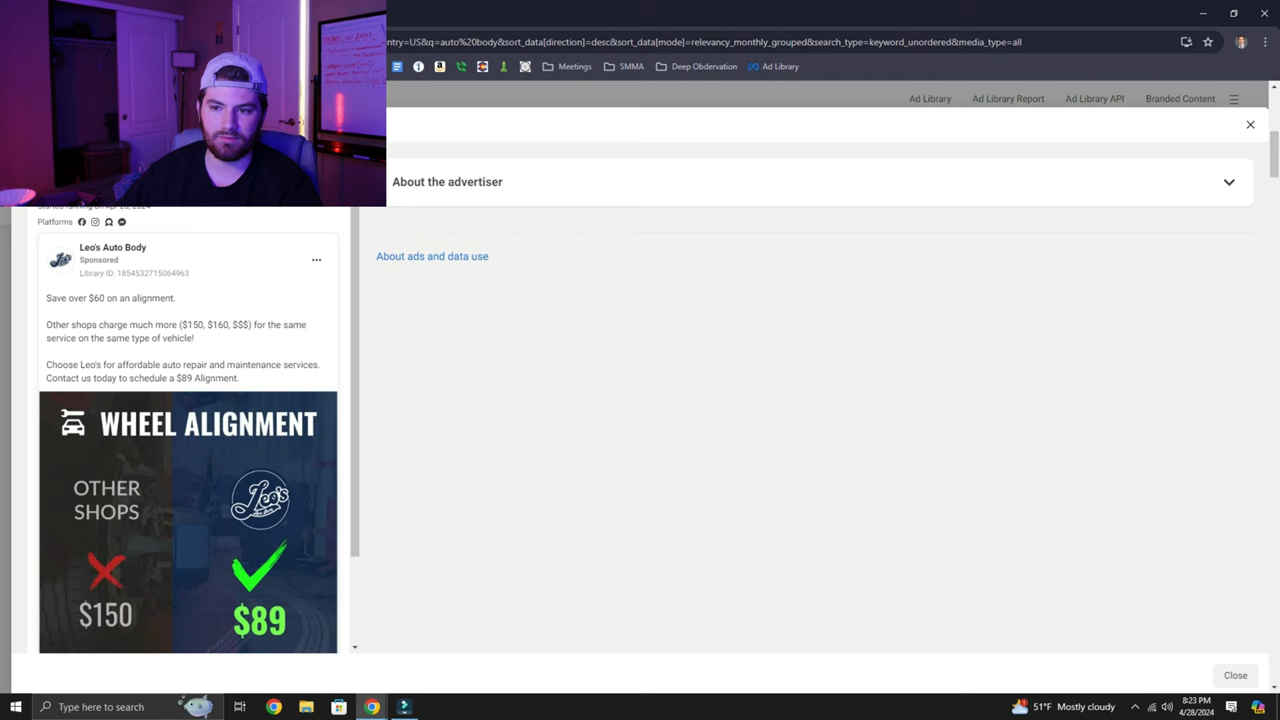 ntry=US&q=auto%20body&sort_data[direction]=desc&sort_data[mode]=relevancy_monthly_grouped&search_type=keyword_unordered&media_type=all
Meetings SMMA Deep Obdervation Ad Library
Ad Library Ad Library Report Ad Library API Branded Content
About the advertiser
Platforms
Leo's Auto Body
Sponsored
Library ID: 1854532715064963
About ads and data use
Save over $60 on an alignment.
Other shops charge much more ($150, $160, $$$) for the same
service on the same type of vehicle!
Choose Leo's for affordable auto repair and maintenance services.
Contact us today to schedule a $89 Alignment.
WHEEL ALIGNMENT
OTHER
SHOPS
Leo's
$150
$89
Close
Type here to search
51°F Mostly cloudy
8:23 PM
4/28/2024